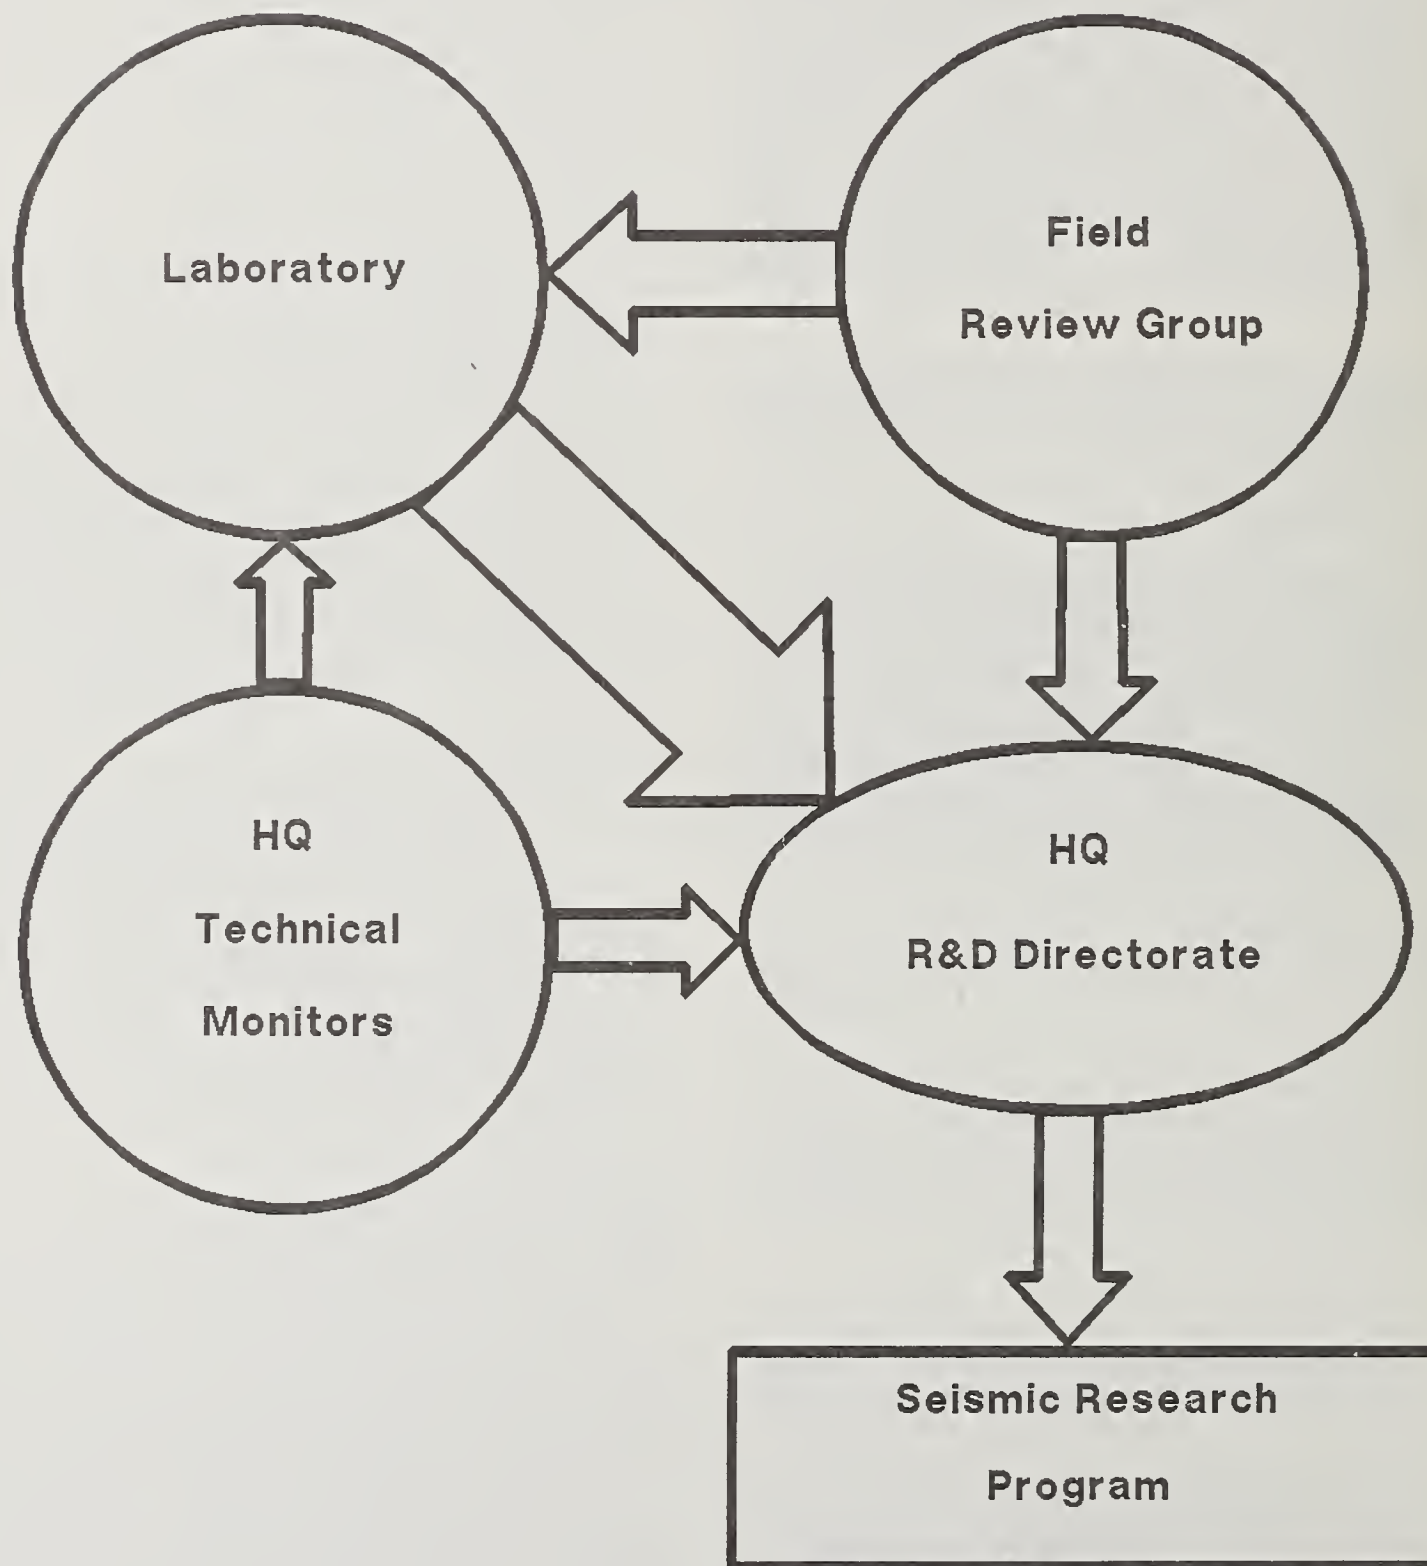 Laboratory
Field
Review Group
HQ
Technical
Monitors
HQ
R&D Directorate
Seismic Research
Program